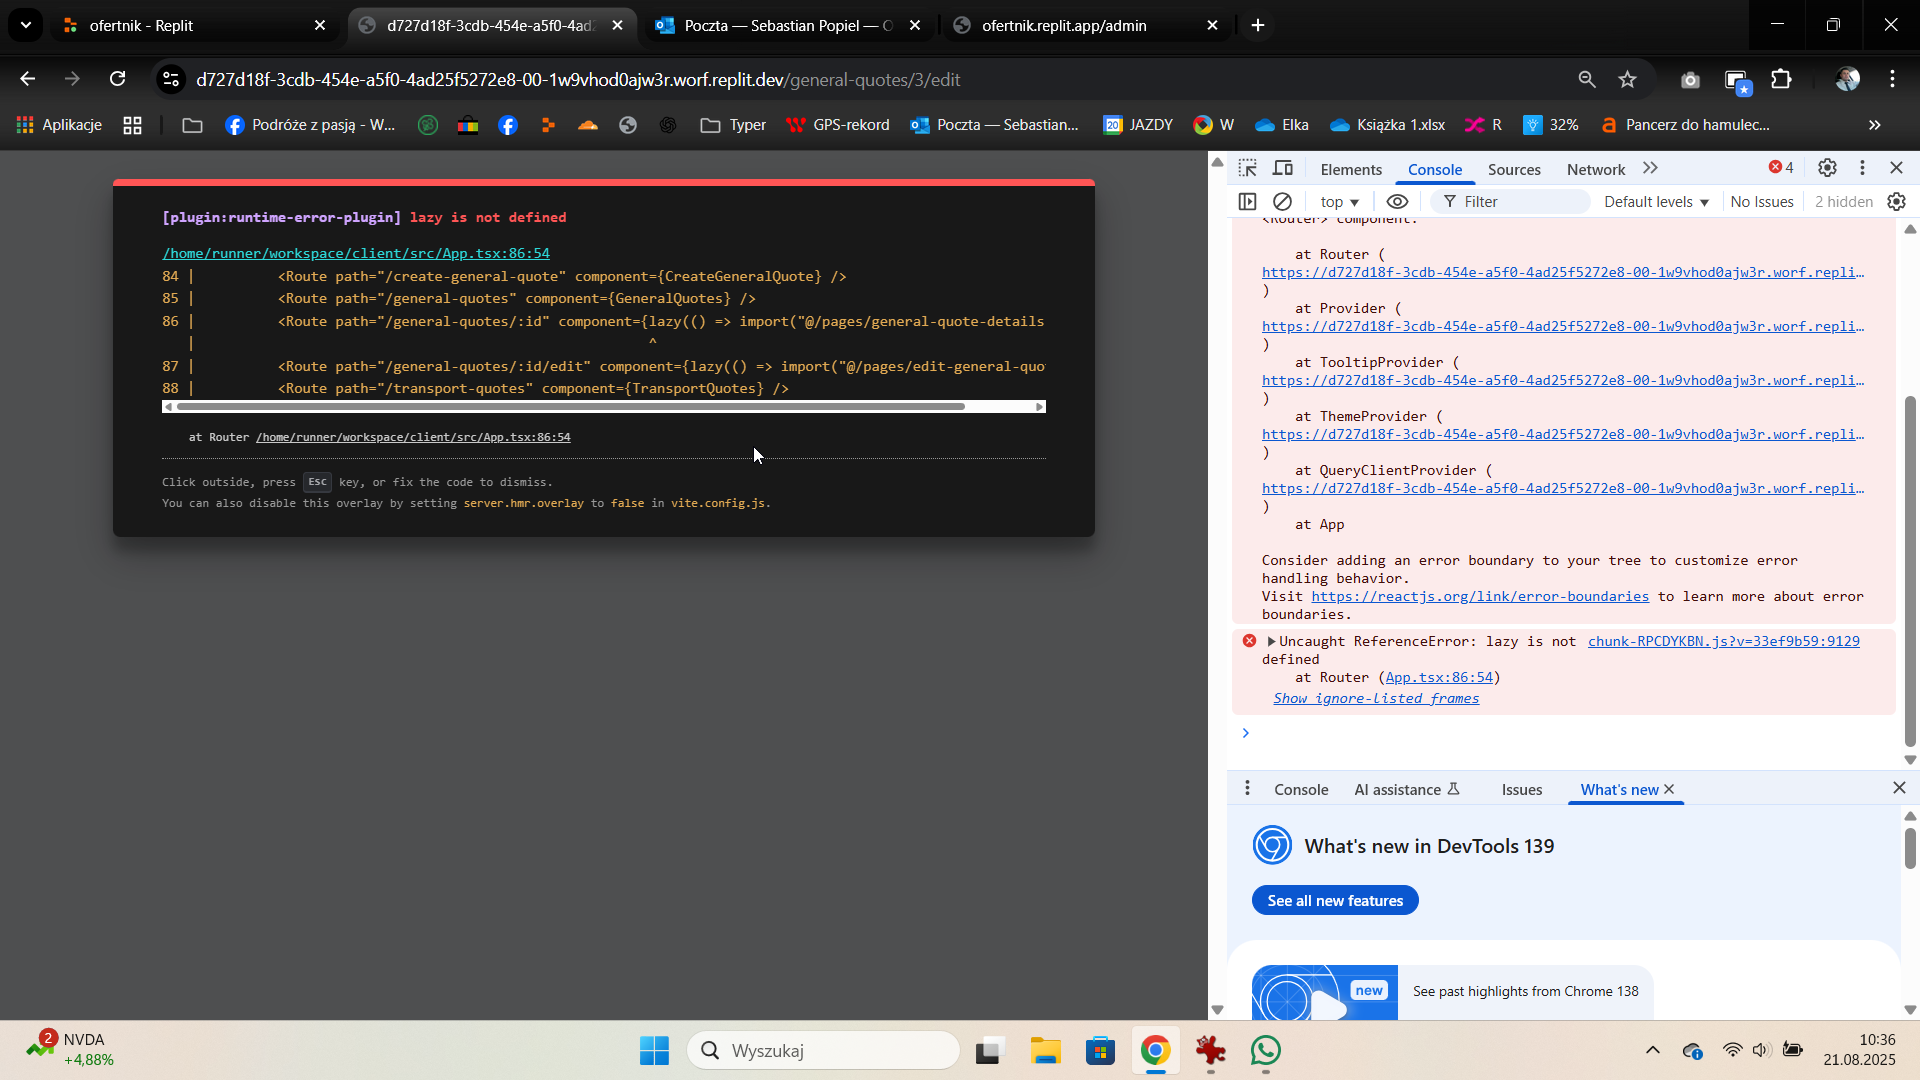 ofertnik - Replit
d727d18f-3cdb-454e-a5f0-4ad2
Poczta — Sebastian Popiel — O
ofertnik.replit.app/admin
d727d18f-3cdb-454e-a5f0-4ad25f5272e8-00-1w9vhod0ajw3r.worf.replit.dev/general-quotes/3/edit
Aplikacje
Podróże z pasją - W...
Typer
GPS-rekord
Poczta — Sebastian...
20
JAZDY
W
Elka
Książka 1.xlsx
R
32%
a
Pancerz do hamulec...
[plugin:runtime-error-plugin] lazy is not defined
/home/runner/workspace/client/src/App.tsx:86:54
84 | <Route path="/create-general-quote" component={CreateGeneralQuote} />
85 | <Route path="/general-quotes" component={GeneralQuotes} />
86 | <Route path="/general-quotes/:id" component={lazy(() => import("@/pages/general-quote-details
| ^
87 | <Route path="/general-quotes/:id/edit" component={lazy(() => import("@/pages/edit-general-quo
88 | <Route path="/transport-quotes" component={TransportQuotes} />
at Router /home/runner/workspace/client/src/App.tsx:86:54
Click outside, press Esc key, or fix the code to dismiss.
You can also disable this overlay by setting server.hmr.overlay to false in vite.config.js.
Elements
Console
Sources
Network
4
top
Filter
Default levels
No Issues
2 hidden
<Router> component:
at Router (
https://d727d18f-3cdb-454e-a5f0-4ad25f5272e8-00-1w9vhod0ajw3r.worf.repli…
)
at Provider (
https://d727d18f-3cdb-454e-a5f0-4ad25f5272e8-00-1w9vhod0ajw3r.worf.repli…
)
at TooltipProvider (
https://d727d18f-3cdb-454e-a5f0-4ad25f5272e8-00-1w9vhod0ajw3r.worf.repli…
)
at ThemeProvider (
https://d727d18f-3cdb-454e-a5f0-4ad25f5272e8-00-1w9vhod0ajw3r.worf.repli…
)
at QueryClientProvider (
https://d727d18f-3cdb-454e-a5f0-4ad25f5272e8-00-1w9vhod0ajw3r.worf.repli…
)
at App
Consider adding an error boundary to your tree to customize error
handling behavior.
Visit https://reactjs.org/link/error-boundaries to learn more about error
boundaries.
Uncaught ReferenceError: lazy is not chunk-RPCDYKBN.js?v=33ef9b59:9129
defined
at Router (App.tsx:86:54)
Show ignore-listed frames
Console
AI assistance
Issues
What's new
What's new in DevTools 139
See all new features
new
See past highlights from Chrome 138
2
NVDA
+4,88%
Wyszukaj
10:36
21.08.2025